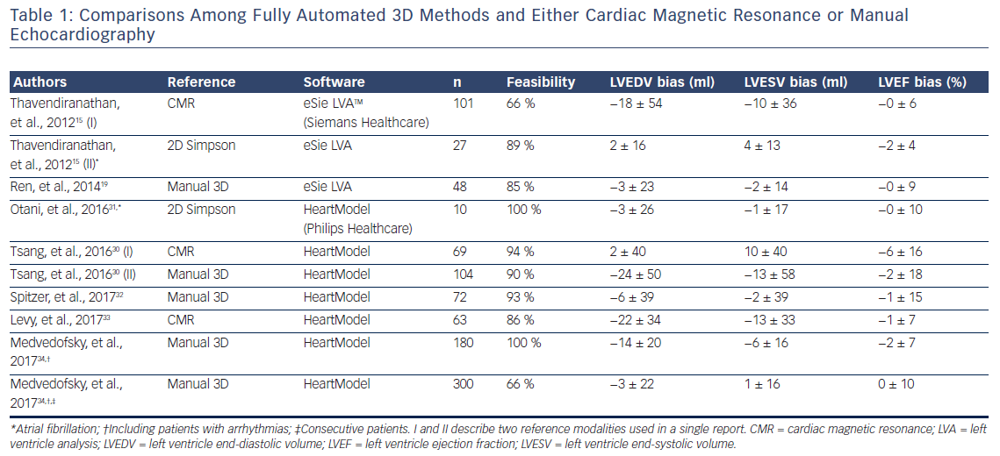 Table 1: Comparisons Among Fully Automated 3D Methods and Either Cardiac Magnetic Resonance or Manual
Echocardiography
Authors Reference Software n Feasibility LVEDV bias (ml) LVESV bias (ml) LVEF bias (%)
Thavendiranathan, CMR eSie LVA™ 101 66 % –18 ± 54 –10 ± 36 –0 ± 6
et al., 2012¹⁵ (I) (Siemans Healthcare)
Thavendiranathan, 2D Simpson eSie LVA 27 89 % 2 ± 16 4 ± 13 –2 ± 4
et al., 2012¹⁵ (II)*
Ren, et al., 2014¹⁹ Manual 3D eSie LVA 48 85 % –3 ± 23 –2 ± 14 –0 ± 9
Otani, et al., 2016³¹,* 2D Simpson HeartModel 10 100 % –3 ± 26 –1 ± 17 –0 ± 10
(Philips Healthcare)
Tsang, et al., 2016³⁰ (I) CMR HeartModel 69 94 % 2 ± 40 10 ± 40 –6 ± 16
Tsang, et al., 2016³⁰ (II) Manual 3D HeartModel 104 90 % –24 ± 50 –13 ± 58 –2 ± 18
Spitzer, et al., 2017³² Manual 3D HeartModel 72 93 % –6 ± 39 –2 ± 39 –1 ± 15
Levy, et al., 2017³³ CMR HeartModel 63 86 % –22 ± 34 –13 ± 33 –1 ± 7
Medvedofsky, et al., Manual 3D HeartModel 180 100 % –14 ± 20 –6 ± 16 –2 ± 7
2017³⁴,†
Medvedofsky, et al., Manual 3D HeartModel 300 66 % –3 ± 22 1 ± 16 0 ± 10
2017³⁴,†,‡
*Atrial fibrillation; †Including patients with arrhythmias; ‡Consecutive patients. I and II describe two reference modalities used in a single report. CMR = cardiac magnetic resonance; LVA = left
ventricle analysis; LVEDV = left ventricle end-diastolic volume; LVEF = left ventricle ejection fraction; LVESV = left ventricle end-systolic volume.